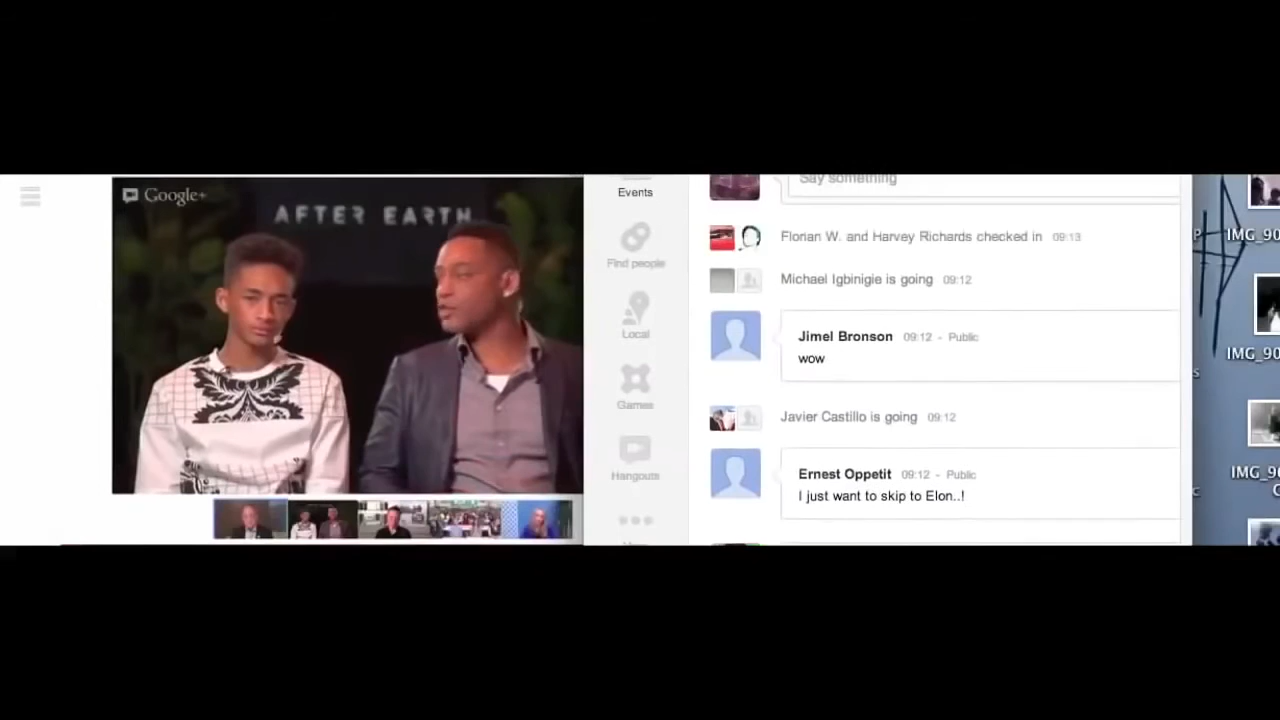 Google+
AFTER EARTH
Events
Find people
Local
Games
Hangouts
Say something
Florian W. and Harvey Richards checked in 09:13
Michael Igbinigie is going 09:12
Jimel Bronson 09:12 - Public
wow
Javier Castillo is going 09:12
Ernest Oppetit 09:12 - Public
I just want to skip to Elon..!
IMG_90
IMG_90
IMG_90